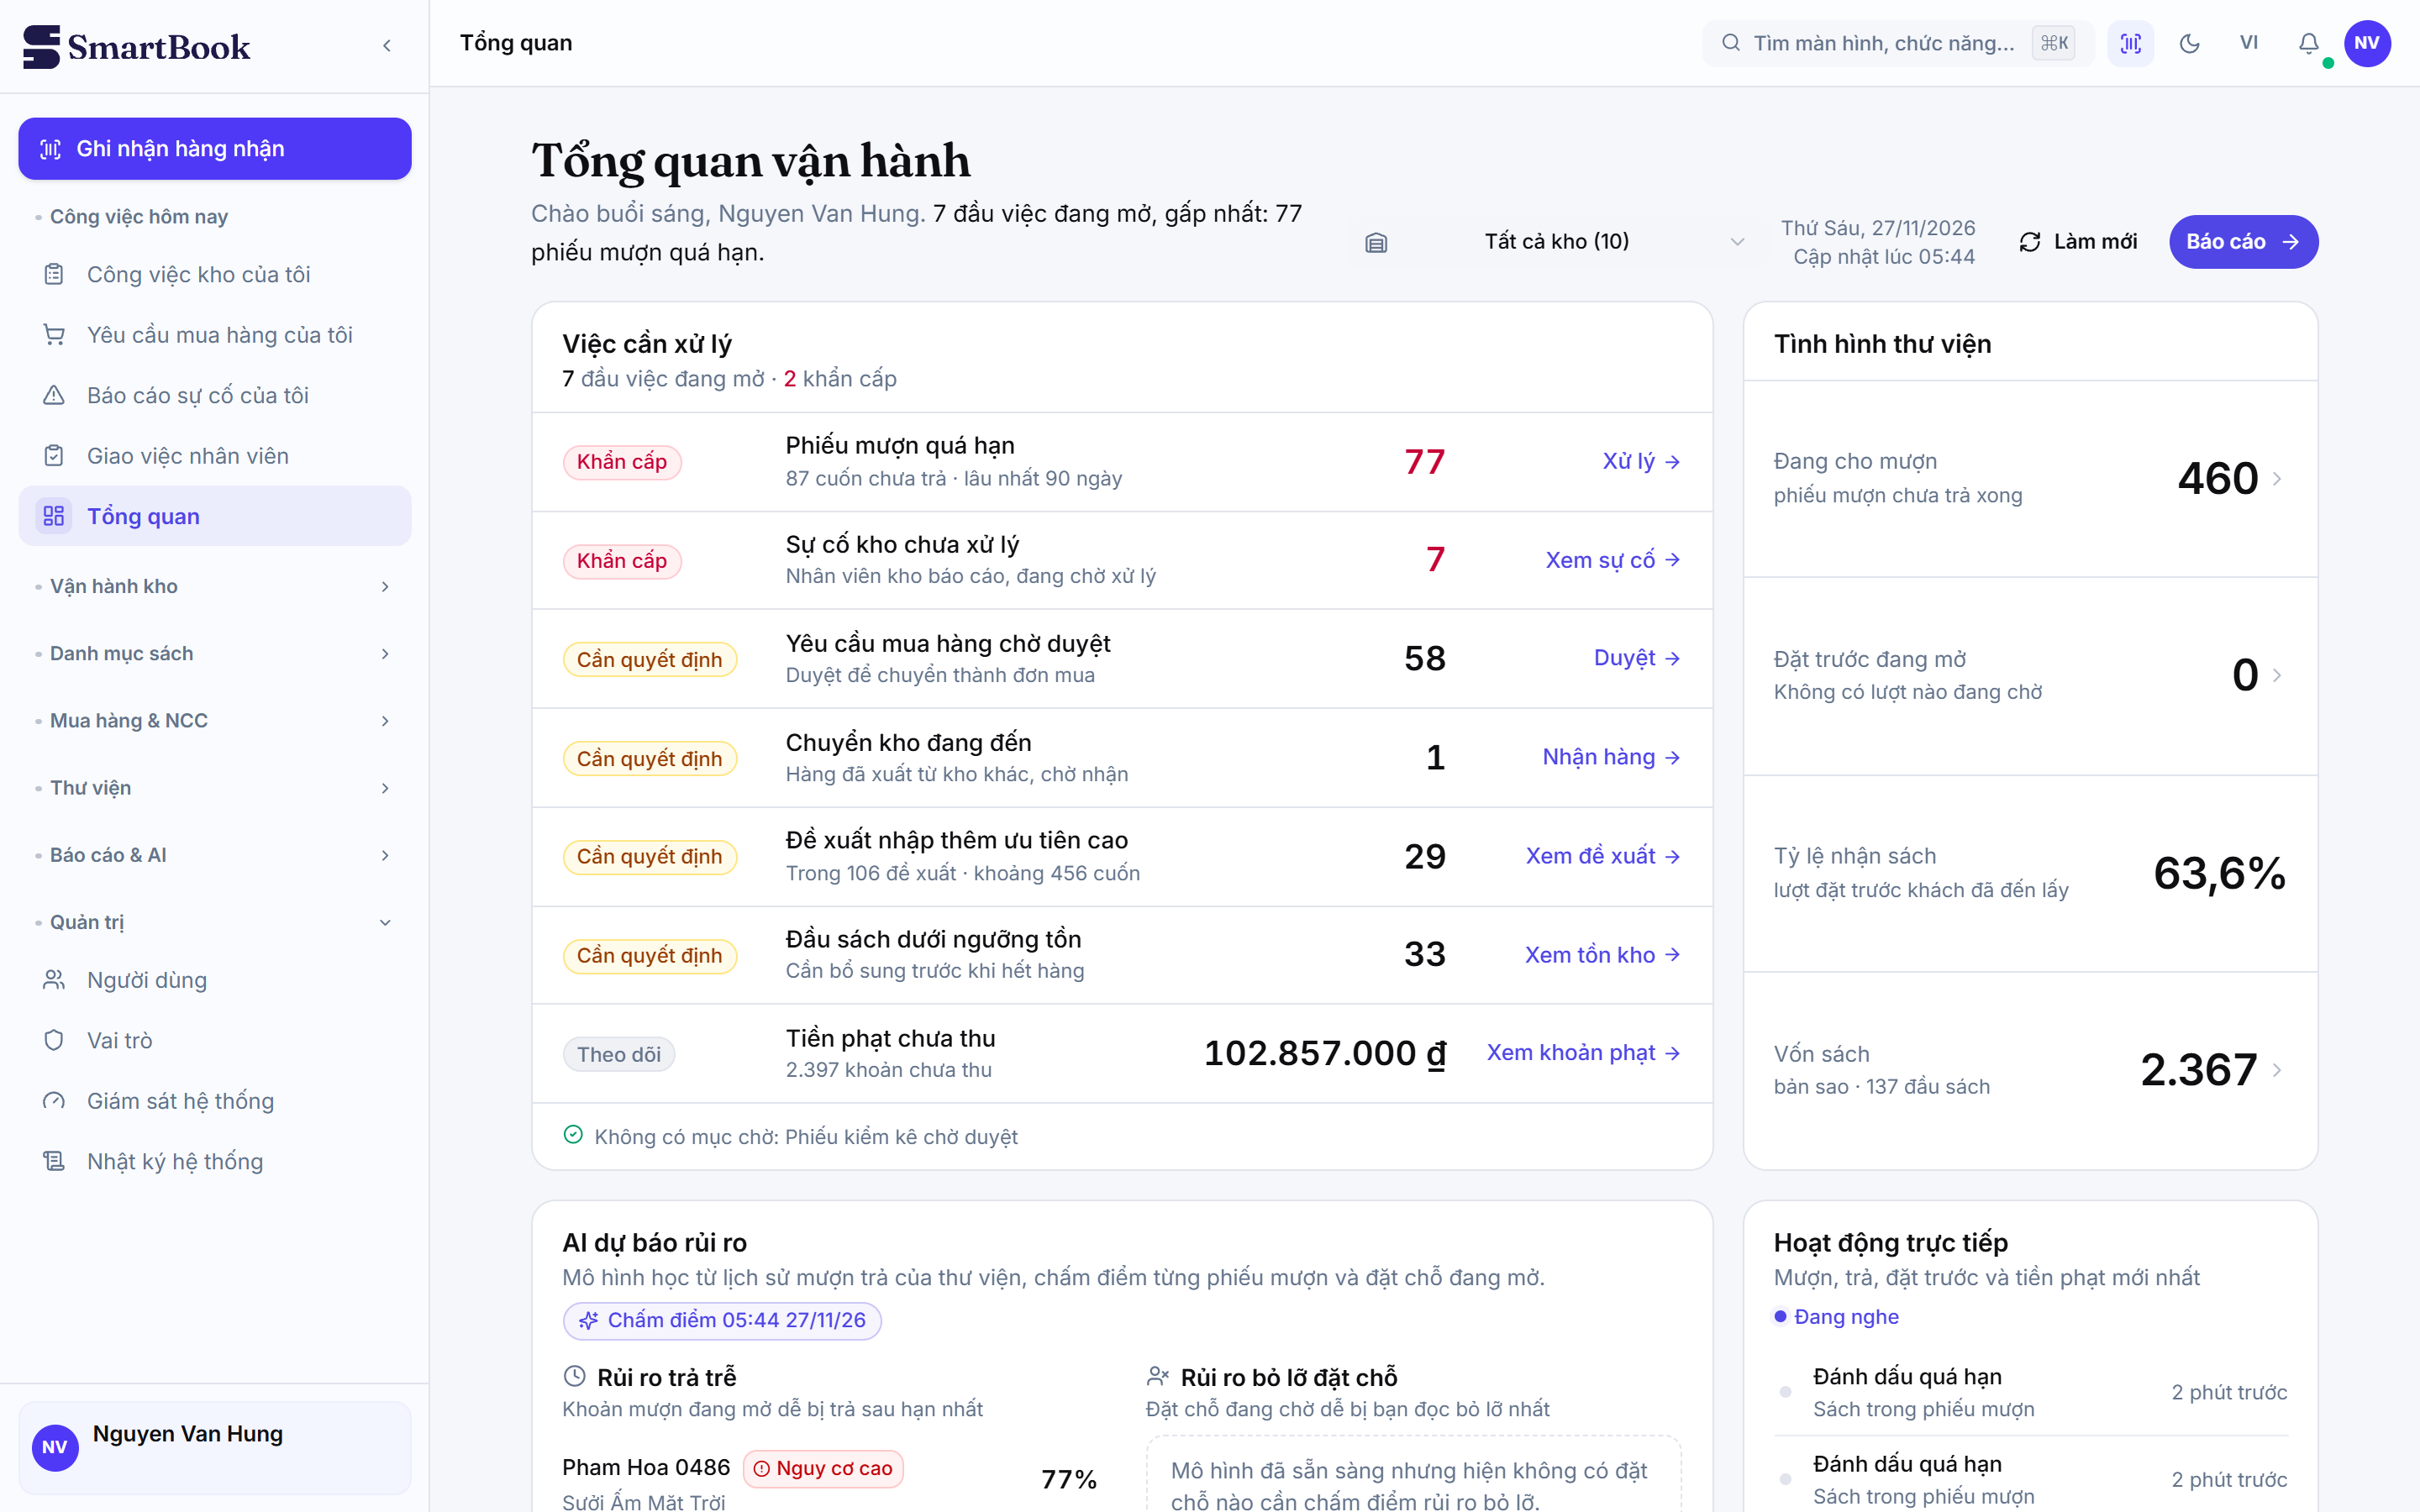 SmartBook
Ghi nhận hàng nhận
Công việc hôm nay
Công việc kho của tôi
Yêu cầu mua hàng của tôi
Báo cáo sự cố của tôi
Giao việc nhân viên
Tổng quan
Vận hành kho
Danh mục sách
Mua hàng & NCC
Thư viện
Báo cáo & AI
Quản trị
Người dùng
Vai trò
Giám sát hệ thống
Nhật ký hệ thống
NV
Nguyen Van Hung
Tổng quan
Tìm màn hình, chức năng... ⌘K
VI
NV
Tổng quan vận hành
Chào buổi sáng, Nguyen Van Hung. 7 đầu việc đang mở, gấp nhất: 77
phiếu mượn quá hạn.
Tất cả kho (10)
Thứ Sáu, 27/11/2026
Cập nhật lúc 05:44
Làm mới
Báo cáo
Việc cần xử lý
7 đầu việc đang mở · 2 khẩn cấp
Khẩn cấp
Phiếu mượn quá hạn
87 cuốn chưa trả · lâu nhất 90 ngày
77
Xử lý
Khẩn cấp
Sự cố kho chưa xử lý
Nhân viên kho báo cáo, đang chờ xử lý
7
Xem sự cố
Cần quyết định
Yêu cầu mua hàng chờ duyệt
Duyệt để chuyển thành đơn mua
58
Duyệt
Cần quyết định
Chuyển kho đang đến
Hàng đã xuất từ kho khác, chờ nhận
1
Nhận hàng
Cần quyết định
Đề xuất nhập thêm ưu tiên cao
Trong 106 đề xuất · khoảng 456 cuốn
29
Xem đề xuất
Cần quyết định
Đầu sách dưới ngưỡng tồn
Cần bổ sung trước khi hết hàng
33
Xem tồn kho
Theo dõi
Tiền phạt chưa thu
2.397 khoản chưa thu
102.857.000 ₫
Xem khoản phạt
Không có mục chờ: Phiếu kiểm kê chờ duyệt
Tình hình thư viện
Đang cho mượn
phiếu mượn chưa trả xong
460
Đặt trước đang mở
Không có lượt nào đang chờ
0
Tỷ lệ nhận sách
lượt đặt trước khách đã đến lấy
63,6%
Vốn sách
bản sao · 137 đầu sách
2.367
AI dự báo rủi ro
Mô hình học từ lịch sử mượn trả của thư viện, chấm điểm từng phiếu mượn và đặt chỗ đang mở.
Chấm điểm 05:44 27/11/26
Rủi ro trả trễ
Khoản mượn đang mở dễ bị trả sau hạn nhất
Pham Hoa 0486
Nguy cơ cao
77%
Sưởi Ấm Mặt Trời
Rủi ro bỏ lỡ đặt chỗ
Đặt chỗ đang chờ dễ bị bạn đọc bỏ lỡ nhất
Mô hình đã sẵn sàng nhưng hiện không có đặt
chỗ nào cần chấm điểm rủi ro bỏ lỡ.
Hoạt động trực tiếp
Mượn, trả, đặt trước và tiền phạt mới nhất
Đang nghe
Đánh dấu quá hạn
Sách trong phiếu mượn
2 phút trước
Đánh dấu quá hạn
Sách trong phiếu mượn
2 phút trước